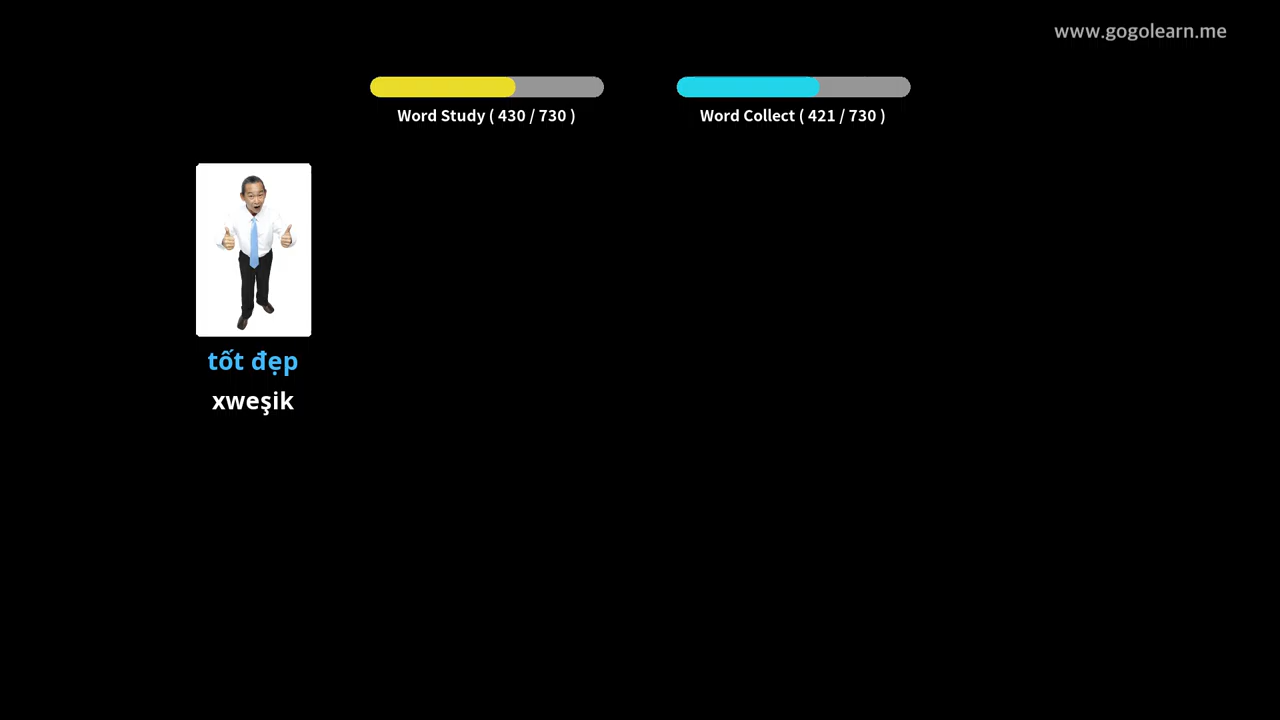 www.gogolearn.me
Word Study ( 430 / 730 )
Word Collect ( 421 / 730 )
tốt đẹp
xweşik